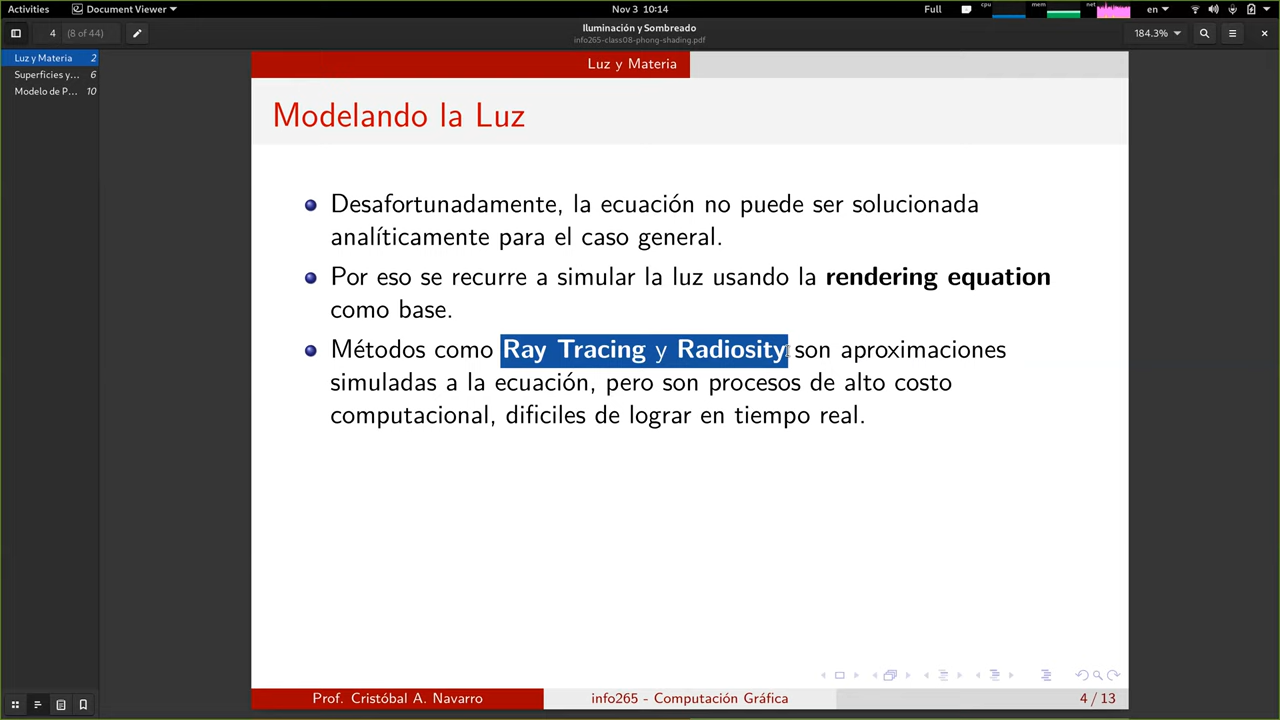 Activities Document Viewer Nov 3 10:14 Full cpu mem net en
4 (8 of 44) Iluminación y Sombreado 184.3%
info265-class08-phong-shading.pdf
Luz y Materia 2
Superficies y... 6
Modelo de P... 10
Luz y Materia
Modelando la Luz
Desafortunadamente, la ecuación no puede ser solucionada
analíticamente para el caso general.
Por eso se recurre a simular la luz usando la rendering equation
como base.
Métodos como Ray Tracing y Radiosity son aproximaciones
simuladas a la ecuación, pero son procesos de alto costo
computacional, dificiles de lograr en tiempo real.
Prof. Cristóbal A. Navarro info265 - Computación Gráfica 4 / 13